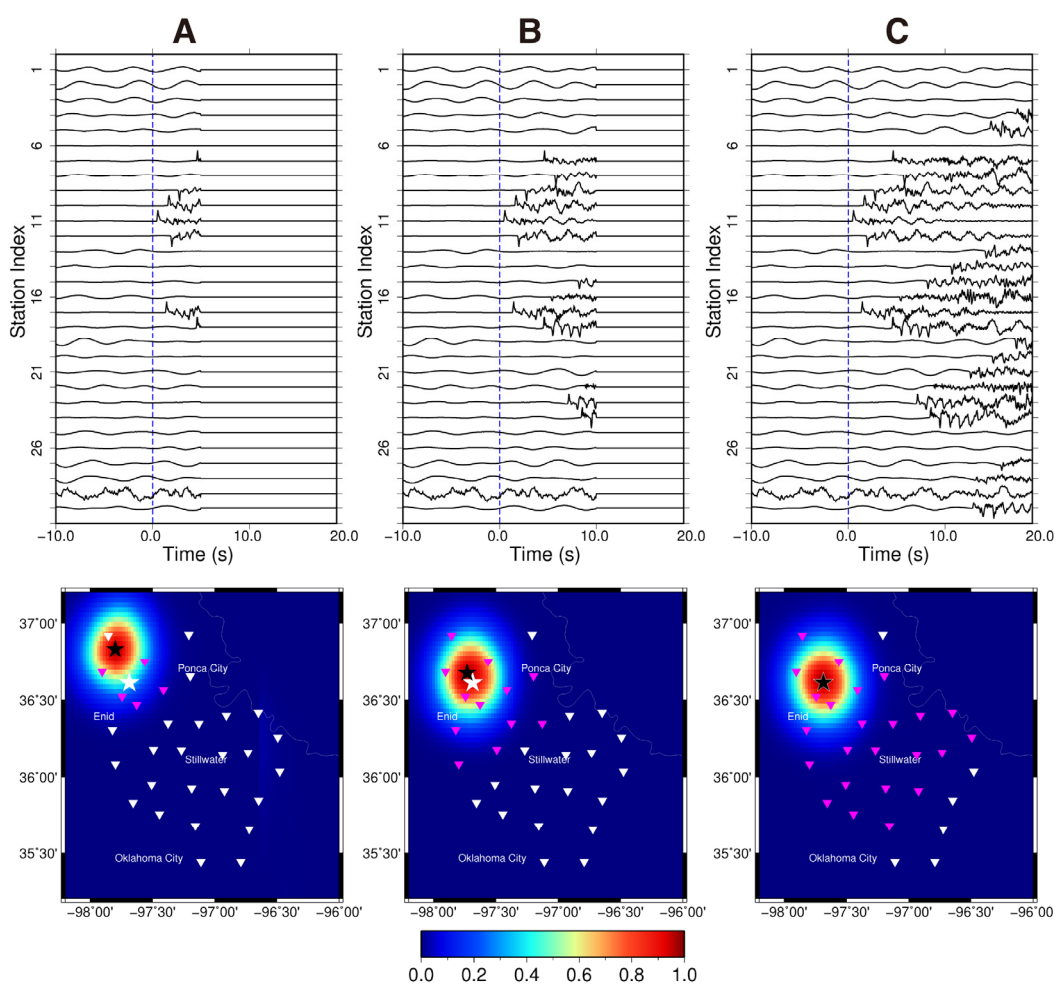 A B C
1 1 1
6 6 6
11 11 11
16 16 16
21 21 21
26 26 26
Station Index Station Index Station Index
−10.0 0.0 10.0 20.0 −10.0 0.0 10.0 20.0 −10.0 0.0 10.0 20.0
Time (s) Time (s) Time (s)
37˚00' 37˚00' 37˚00'
Ponca City Ponca City Ponca City
36˚30' 36˚30' 36˚30'
Enid Enid Enid
Stillwater Stillwater Stillwater
36˚00' 36˚00' 36˚00'
35˚30' 35˚30' 35˚30'
Oklahoma City Oklahoma City Oklahoma City
−98˚00' −97˚30' −97˚00' −96˚30' −96˚00' −98˚00' −97˚30' −97˚00' −96˚30' −96˚00' −98˚00' −97˚30' −97˚00' −96˚30' −96˚00'
0.0 0.2 0.4 0.6 0.8 1.0